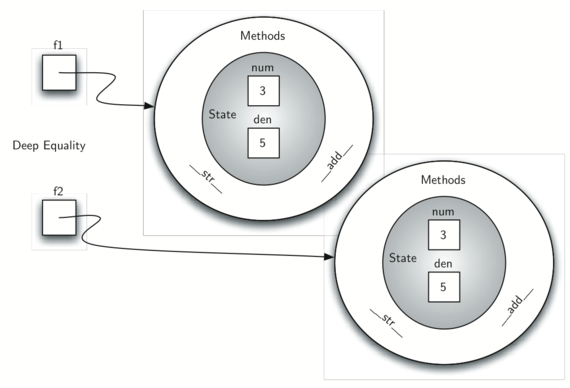 f1
Methods
num
3
State
den
5
__str__
__add__
Deep Equality
f2
Methods
num
3
State
den
5
__str__
__add__